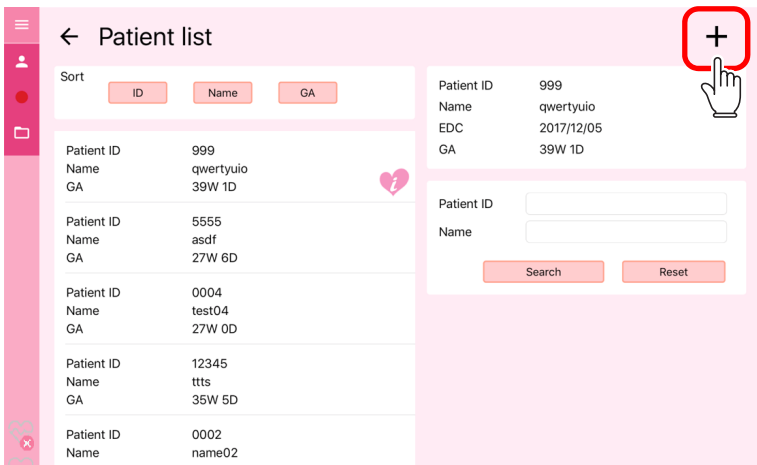 Patient list
Sort
ID Name GA
Patient ID 999
Name qwertyuio
GA 39W 1D
i
Patient ID 5555
Name asdf
GA 27W 6D
Patient ID 0004
Name test04
GA 27W 0D
Patient ID 12345
Name ttts
GA 35W 5D
Patient ID 0002
Name name02
Patient ID 999
Name qwertyuio
EDC 2017/12/05
GA 39W 1D
Patient ID
Name
Search Reset